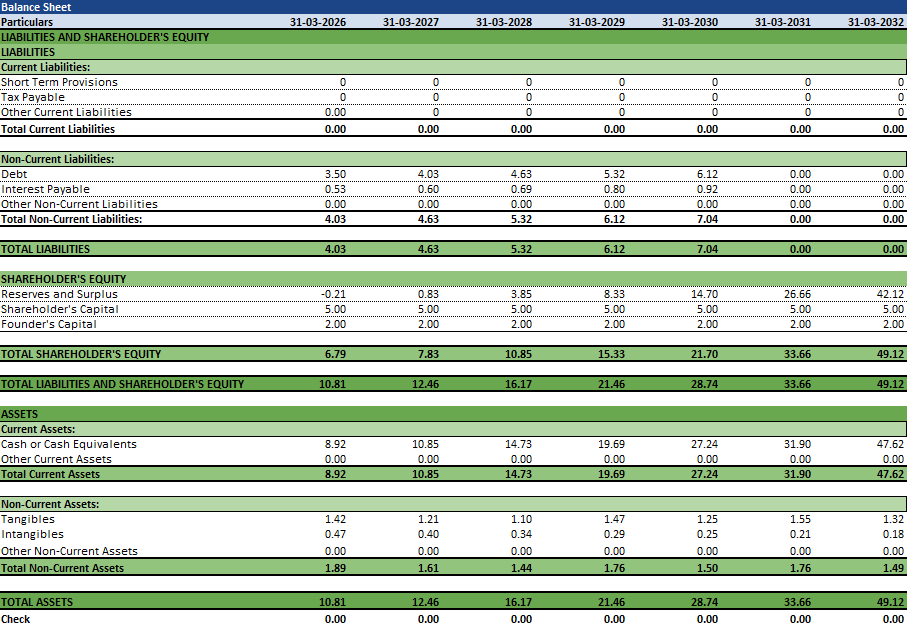 Balance Sheet
Particulars 31-03-2026 31-03-2027 31-03-2028 31-03-2029 31-03-2030 31-03-2031 31-03-2032
LIABILITIES AND SHAREHOLDER'S EQUITY
LIABILITIES
Current Liabilities:
Short Term Provisions 0 0 0 0 0 0 0
Tax Payable 0 0 0 0 0 0 0
Other Current Liabilities 0.00 0 0 0 0 0 0
Total Current Liabilities 0.00 0.00 0.00 0.00 0.00 0.00 0.00
Non-Current Liabilities:
Debt 3.50 4.03 4.63 5.32 6.12 0.00 0.00
Interest Payable 0.53 0.60 0.69 0.80 0.92 0.00 0.00
Other Non-Current Liabilities 0.00 0.00 0.00 0.00 0.00 0.00 0.00
Total Non-Current Liabilities: 4.03 4.63 5.32 6.12 7.04 0.00 0.00
TOTAL LIABILITIES 4.03 4.63 5.32 6.12 7.04 0.00 0.00
SHAREHOLDER'S EQUITY
Reserves and Surplus -0.21 0.83 3.85 8.33 14.70 26.66 42.12
Shareholder's Capital 5.00 5.00 5.00 5.00 5.00 5.00 5.00
Founder's Capital 2.00 2.00 2.00 2.00 2.00 2.00 2.00
TOTAL SHAREHOLDER'S EQUITY 6.79 7.83 10.85 15.33 21.70 33.66 49.12
TOTAL LIABILITIES AND SHAREHOLDER'S EQUITY 10.81 12.46 16.17 21.46 28.74 33.66 49.12
ASSETS
Current Assets:
Cash or Cash Equivalents 8.92 10.85 14.73 19.69 27.24 31.90 47.62
Other Current Assets 0.00 0.00 0.00 0.00 0.00 0.00 0.00
Total Current Assets 8.92 10.85 14.73 19.69 27.24 31.90 47.62
Non-Current Assets:
Tangibles 1.42 1.21 1.10 1.47 1.25 1.55 1.32
Intangibles 0.47 0.40 0.34 0.29 0.25 0.21 0.18
Other Non-Current Assets 0.00 0.00 0.00 0.00 0.00 0.00 0.00
Total Non-Current Assets 1.89 1.61 1.44 1.76 1.50 1.76 1.49
TOTAL ASSETS 10.81 12.46 16.17 21.46 28.74 33.66 49.12
Check 0.00 0.00 0.00 0.00 0.00 0.00 0.00